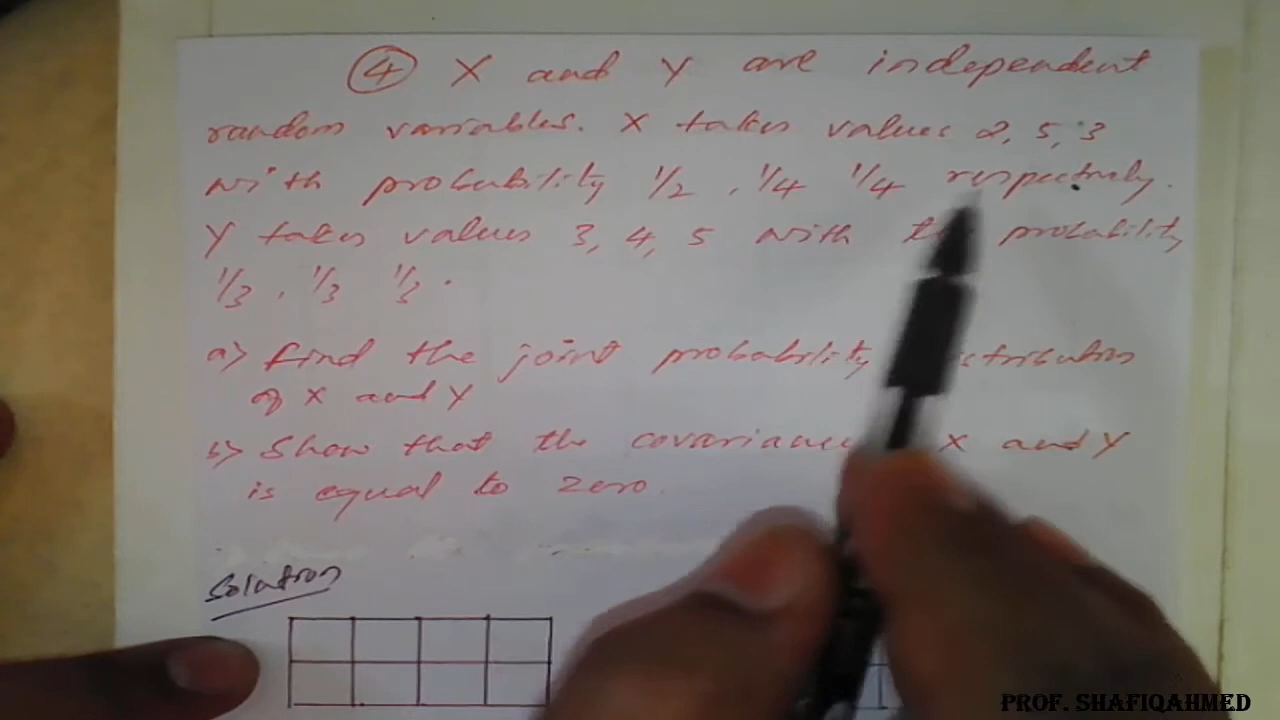 ④ X and Y are independent
random variables. X takes values 2, 5, 3
with probability 1/2, 1/4 1/4 respectively.
Y takes values 3, 4, 5 with probability
1/3, 1/3 1/3.
a) Find the joint probability
of X and Y
b) Show that the X and Y
is equal to zero.
Solution
PROF. SHAFIQAHMED